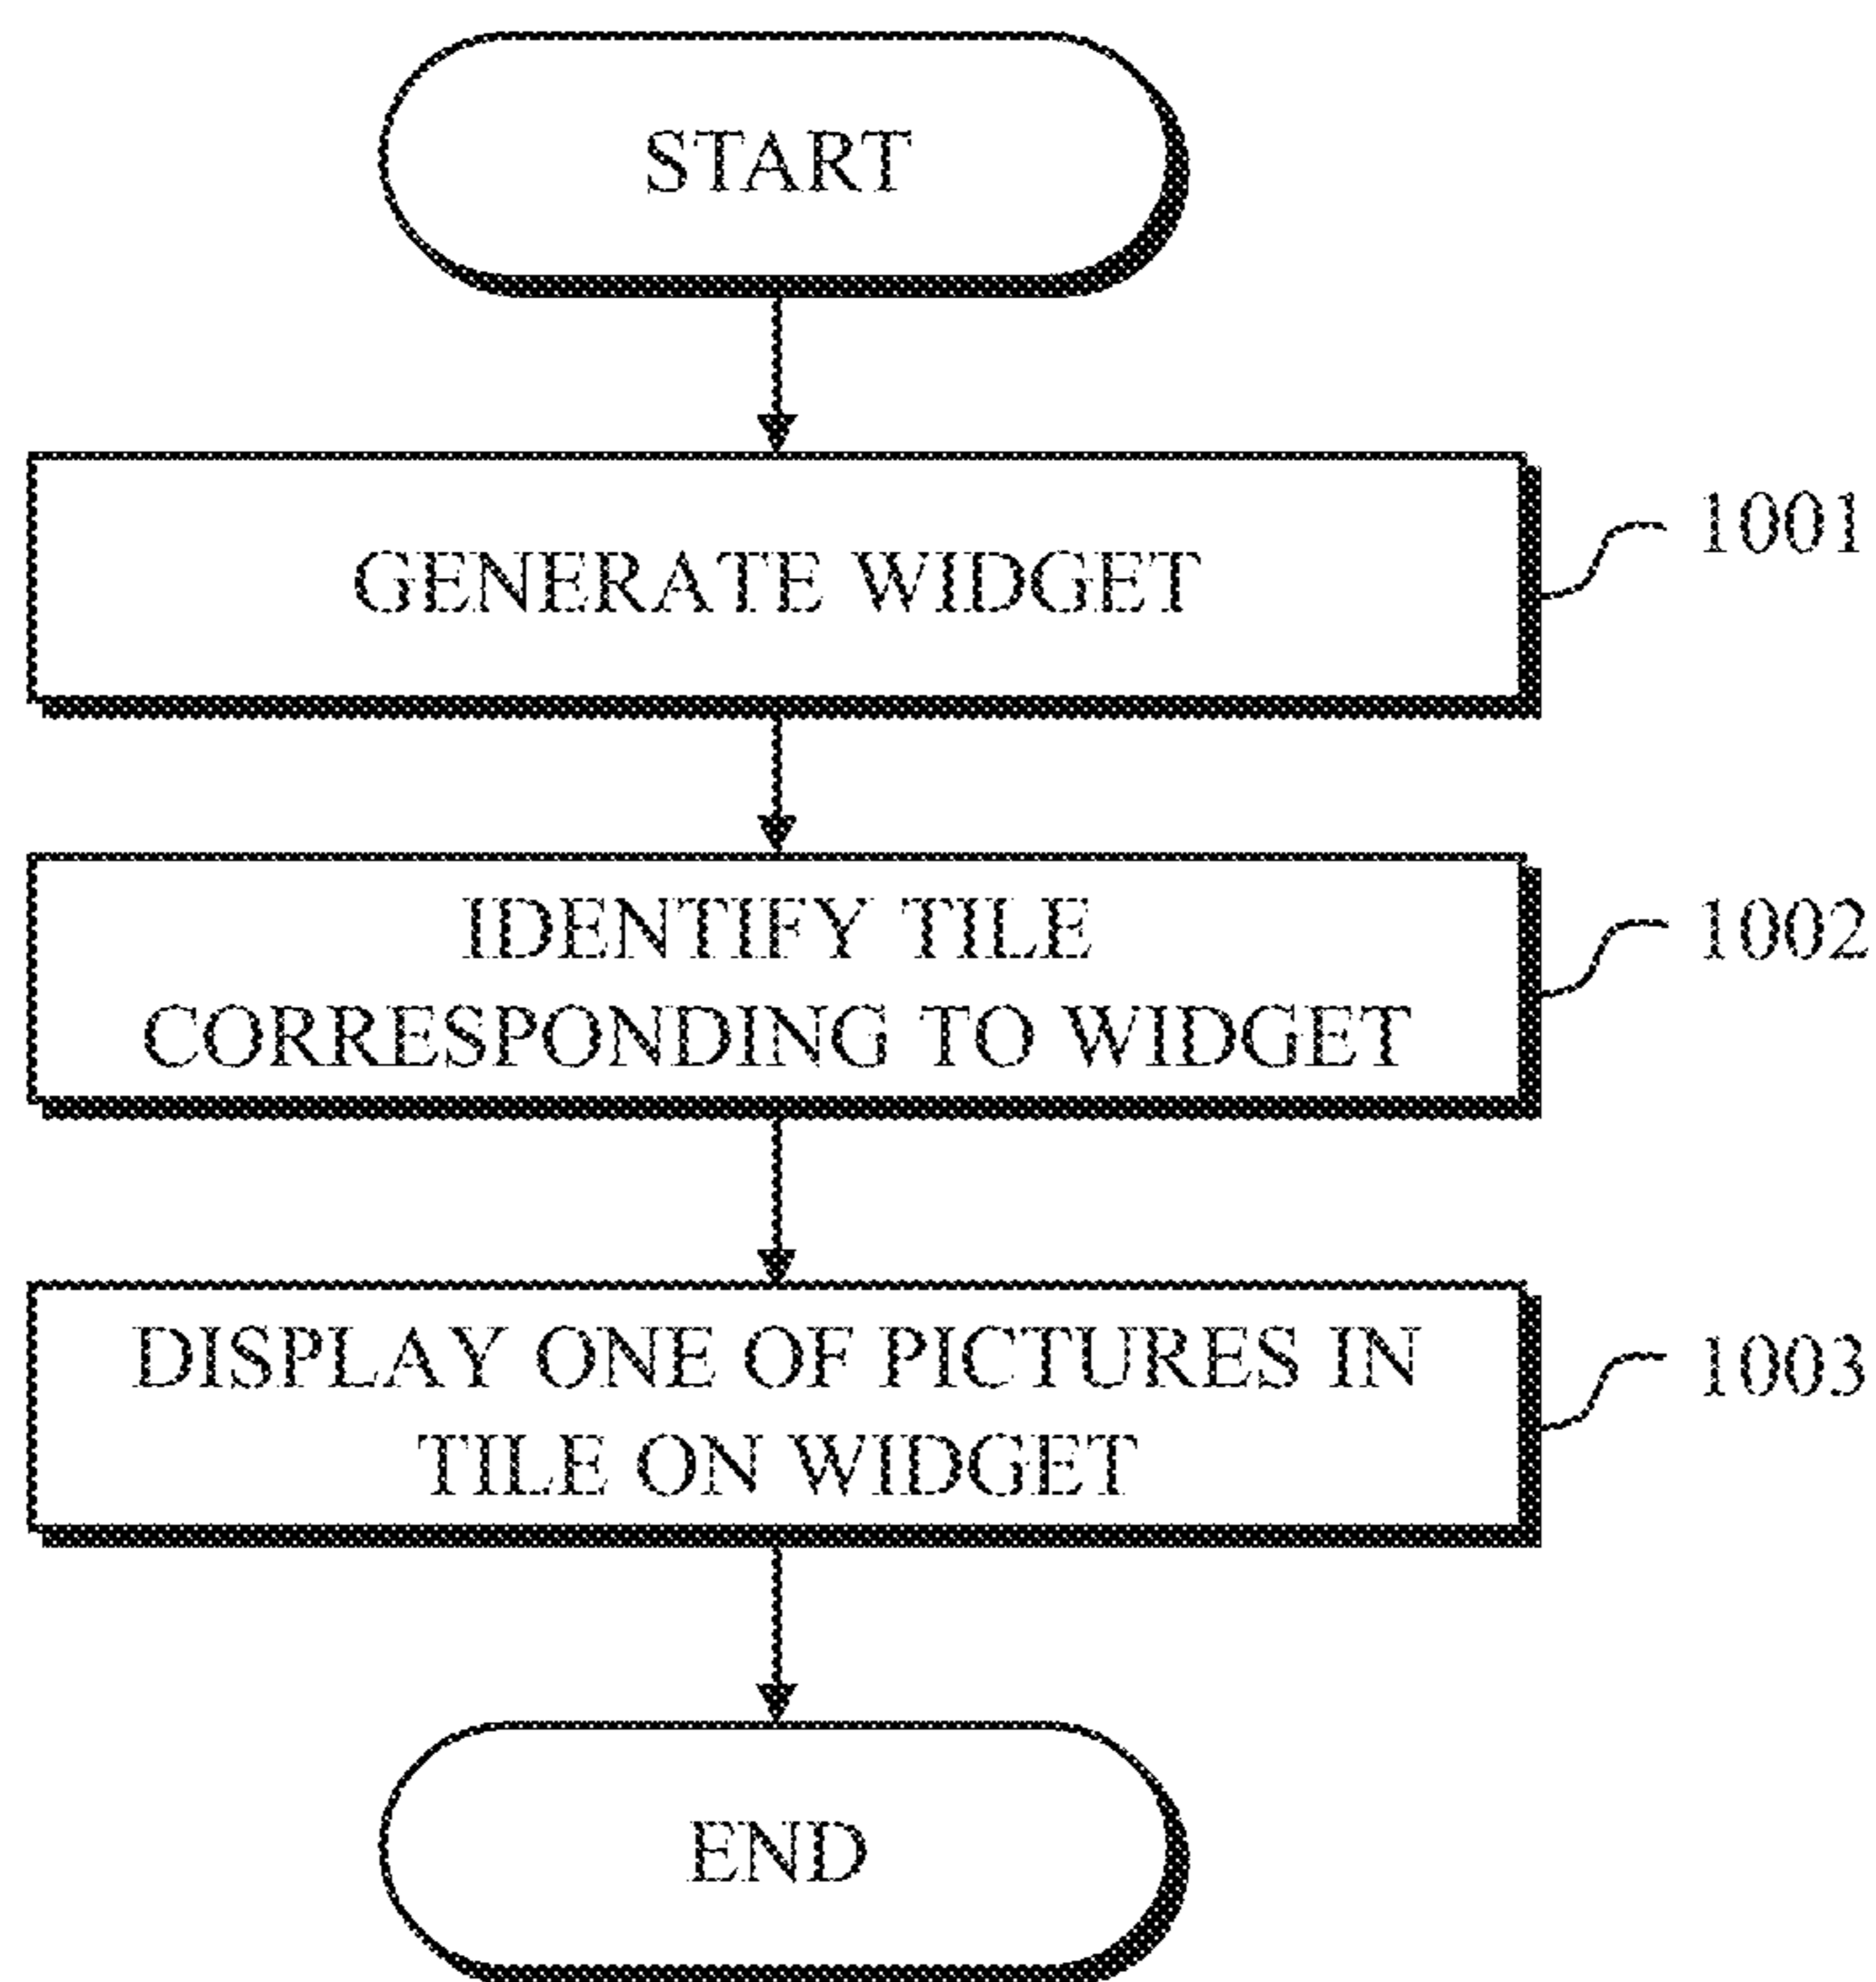 START
GENERATE WIDGET
1001
IDENTIFY TILE
CORRESPONDING TO WIDGET
1002
DISPLAY ONE OF PICTURES IN
TILE ON WIDGET
1003
END